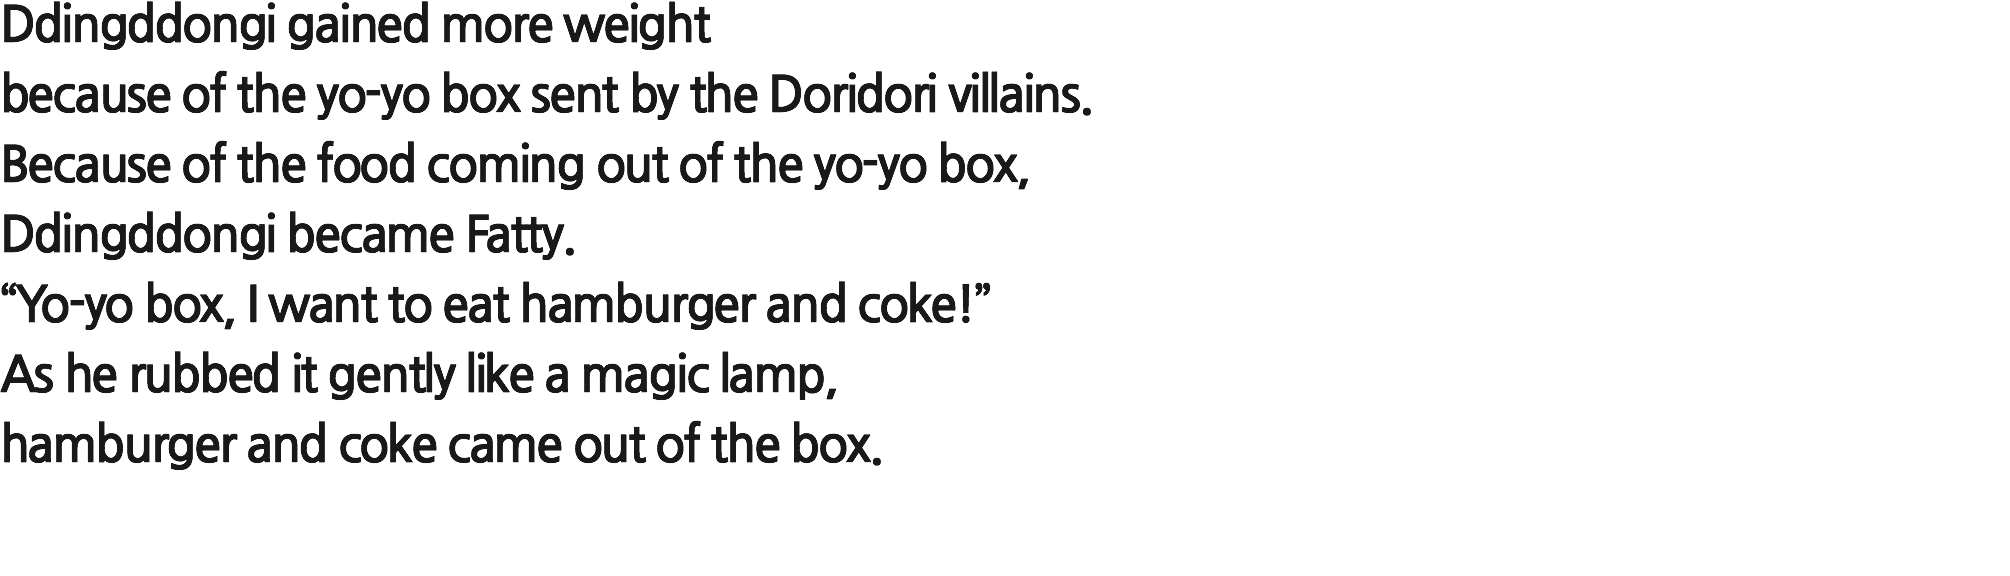 Ddingddongi gained more weight
because of the yo-yo box sent by the Doridori villains.
Because of the food coming out of the yo-yo box,
Ddingddongi became Fatty.
“Yo-yo box, I want to eat hamburger and coke!”
As he rubbed it gently like a magic lamp,
hamburger and coke came out of the box.